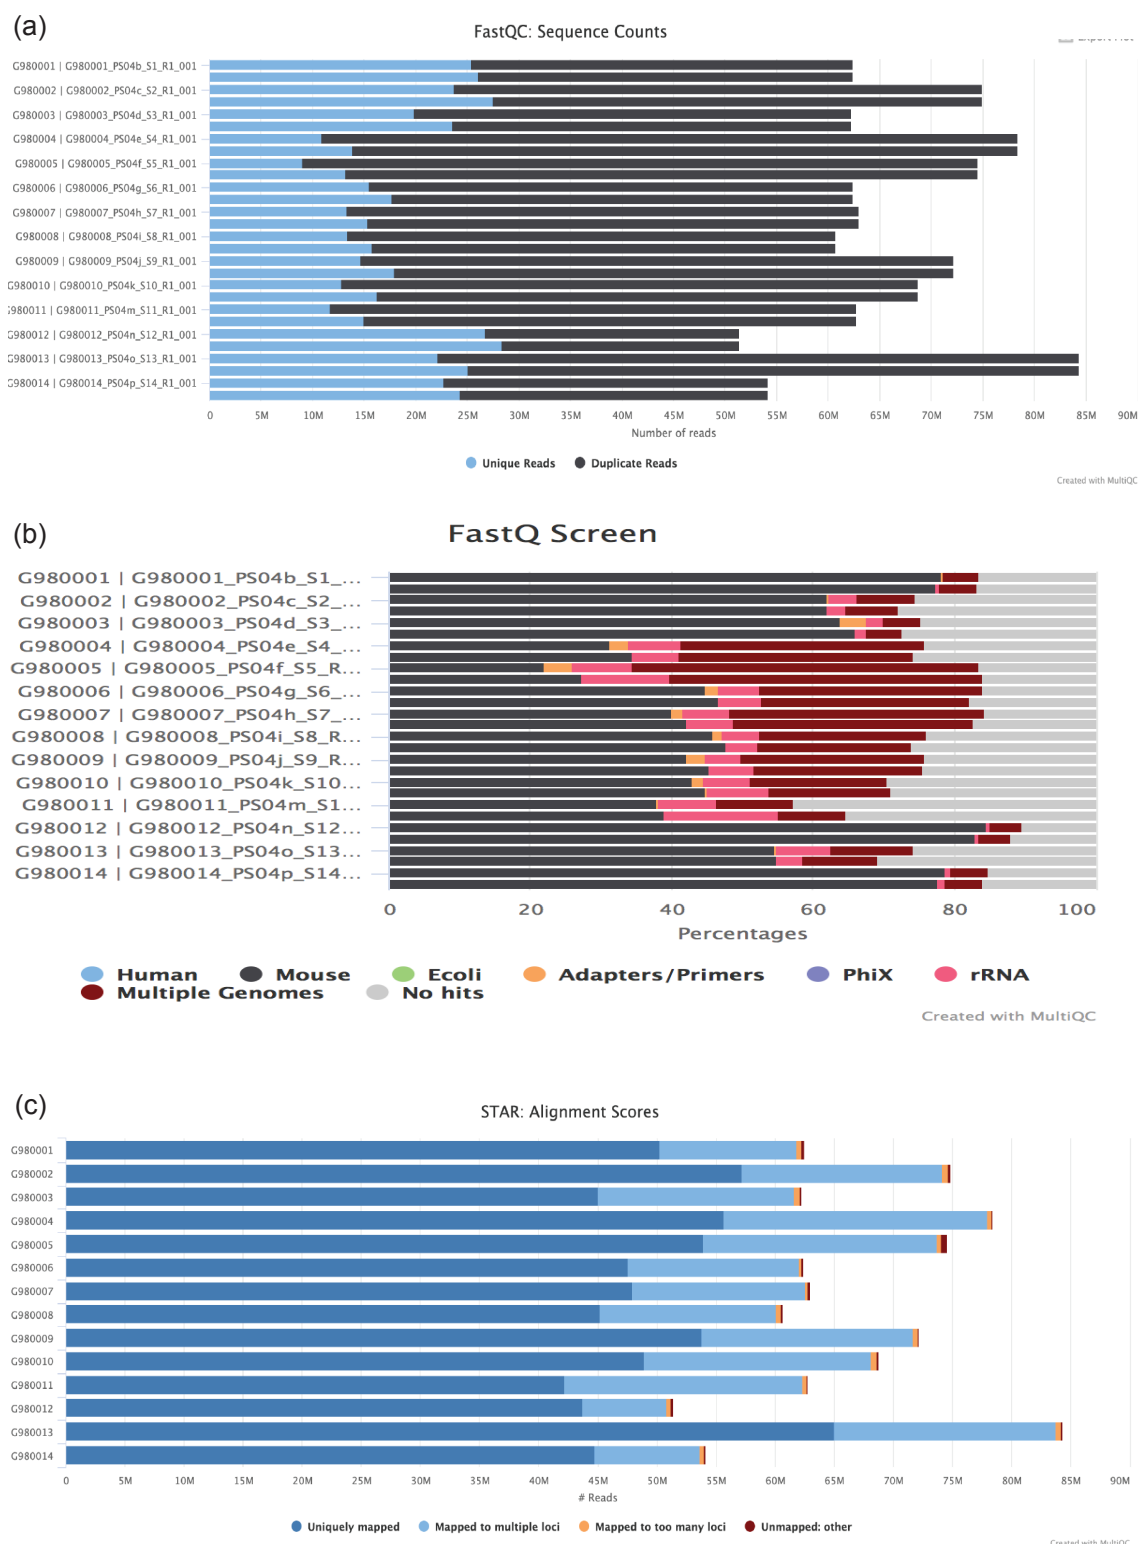 (a)
FastQC: Sequence Counts
G980001 | G980001_PS04b_S1_R1_001
G980002 | G980002_PS04c_S2_R1_001
G980003 | G980003_PS04d_S3_R1_001
G980004 | G980004_PS04e_S4_R1_001
G980005 | G980005_PS04f_S5_R1_001
G980006 | G980006_PS04g_S6_R1_001
G980007 | G980007_PS04h_S7_R1_001
G980008 | G980008_PS04i_S8_R1_001
G980009 | G980009_PS04j_S9_R1_001
G980010 | G980010_PS04k_S10_R1_001
G980011 | G980011_PS04m_S11_R1_001
G980012 | G980012_PS04n_S12_R1_001
G980013 | G980013_PS04o_S13_R1_001
G980014 | G980014_PS04p_S14_R1_001
0 5M 10M 15M 20M 25M 30M 35M 40M 45M 50M 55M 60M 65M 70M 75M 80M 85M 90M
Number of reads
Unique Reads Duplicate Reads
Created with MultiQC
(b)
FastQ Screen
G980001 | G980001_PS04b_S1_...
G980002 | G980002_PS04c_S2_...
G980003 | G980003_PS04d_S3_...
G980004 | G980004_PS04e_S4_...
G980005 | G980005_PS04f_S5_R...
G980006 | G980006_PS04g_S6_...
G980007 | G980007_PS04h_S7_...
G980008 | G980008_PS04i_S8_R...
G980009 | G980009_PS04j_S9_R...
G980010 | G980010_PS04k_S10...
G980011 | G980011_PS04m_S1...
G980012 | G980012_PS04n_S12...
G980013 | G980013_PS04o_S13...
G980014 | G980014_PS04p_S14...
0 20 40 60 80 100
Percentages
Human Mouse Ecoli Adapters/Primers PhiX rRNA
Multiple Genomes No hits
Created with MultiQC
(c)
STAR: Alignment Scores
G980001
G980002
G980003
G980004
G980005
G980006
G980007
G980008
G980009
G980010
G980011
G980012
G980013
G980014
0 5M 10M 15M 20M 25M 30M 35M 40M 45M 50M 55M 60M 65M 70M 75M 80M 85M 90M
# Reads
Uniquely mapped Mapped to multiple loci Mapped to too many loci Unmapped: other
Created with MultiQC